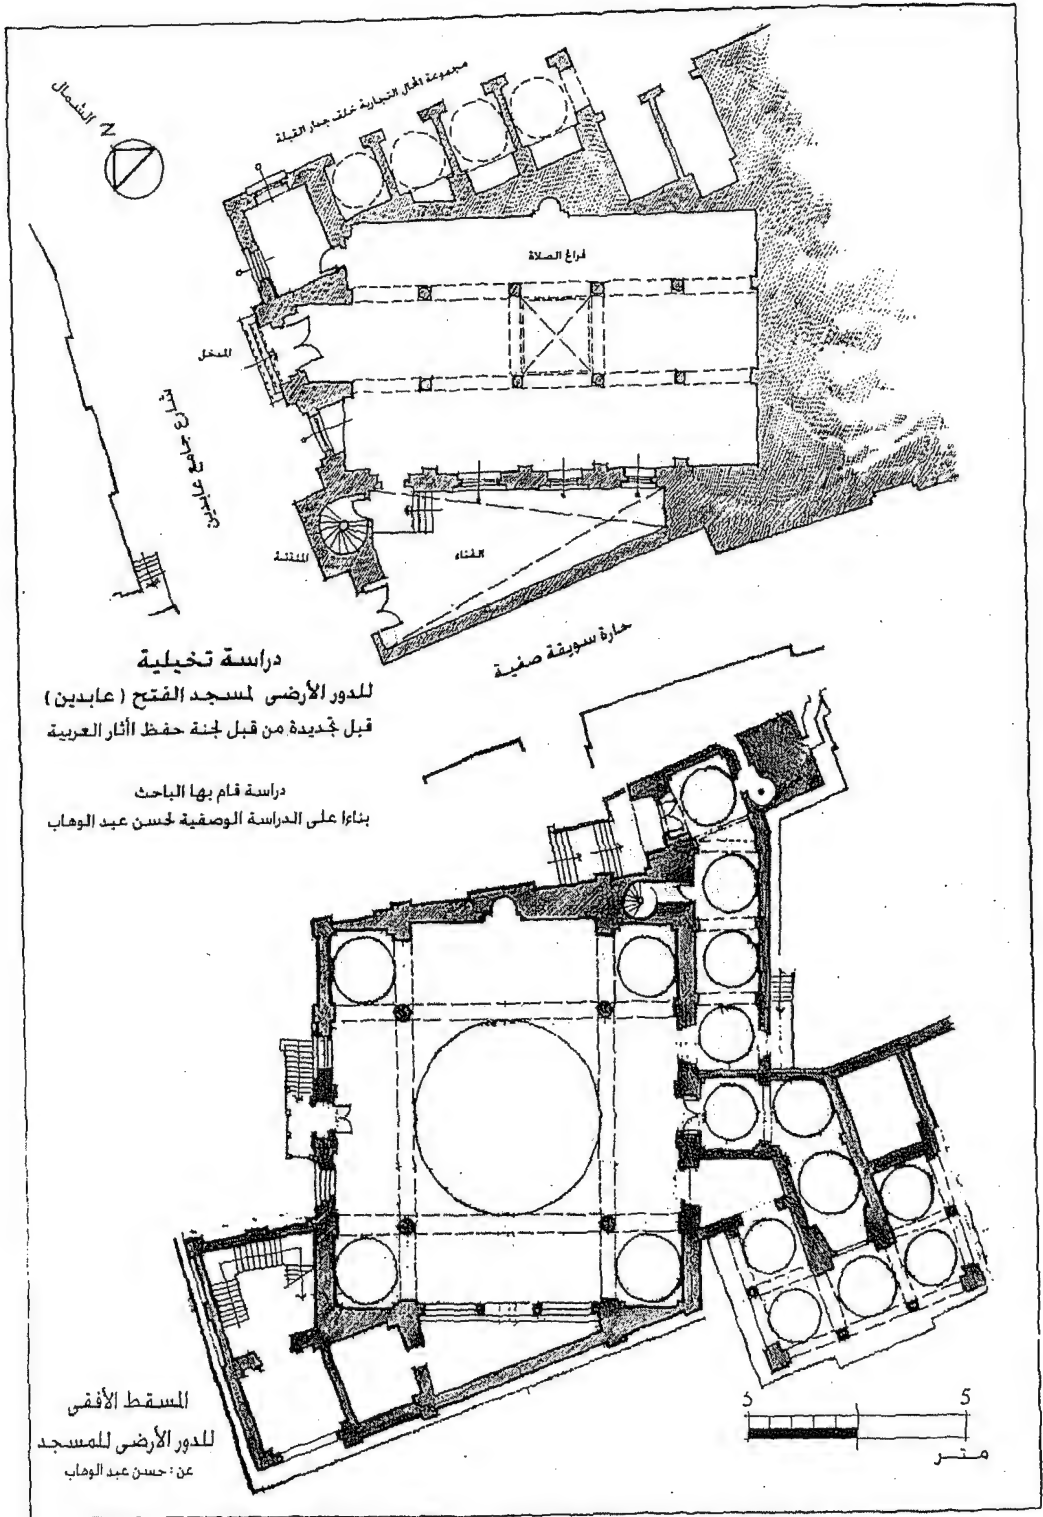 مجموعة المحال التجارية خلف جدار القبلة
الشمال
N
فراغ الصلاة
المدخل
شارع جامع عابدين
المئذنة
الفناء
حارة سويقة صفية
دراسة تخيلية
للدور الأرضى لمسجد الفتح (عابدين)
قبل تجديدة من قبل لجنة حفظ الآثار العربية
دراسة قام بها الباحث
بناءا على الدراسة الوصفية لحسن عبد الوهاب
المسقط الأفقى
للدور الأرضى للمسجد
عن: حسن عبد الوهاب
5 5
متر